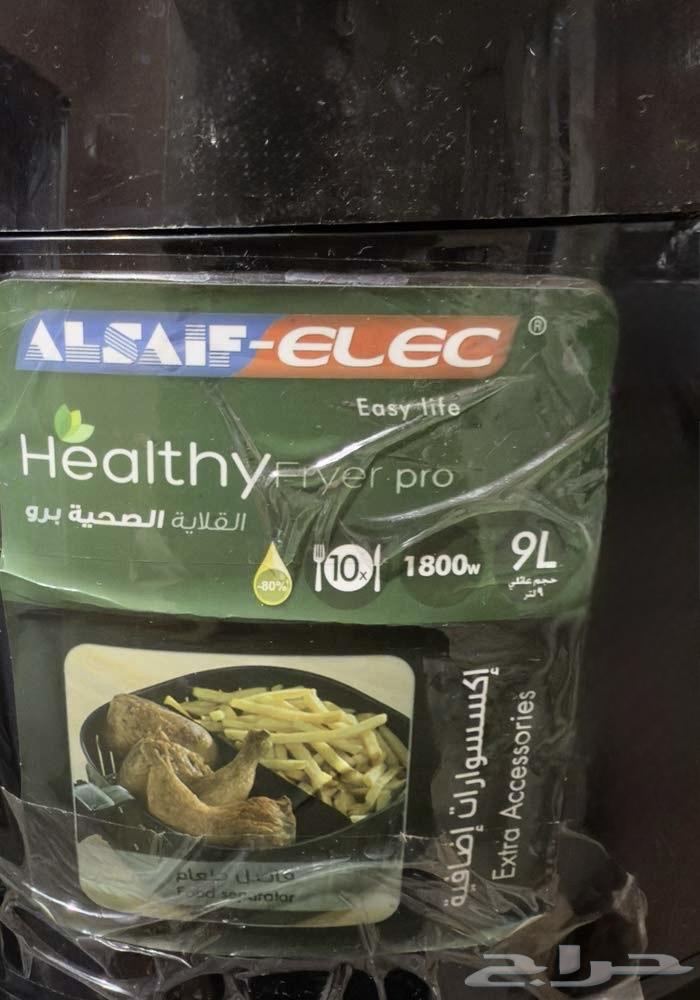 ALSAIF-ELEC ®
Easy life
Healthy Fryer pro
القلاية الصحية برو
-80%
10x
1800w
9L
حجم عائلي
٩ لتر
إكسسوارات إضافية
Extra Accessories
فاصل طعام
Food separator
حراج